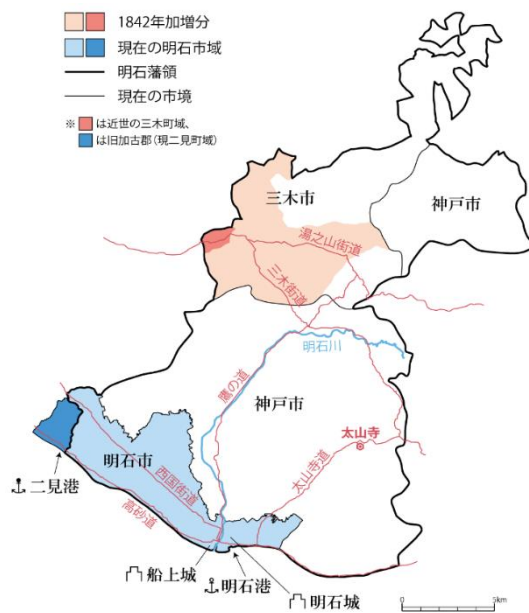 1842年加増分
現在の明石市域
明石藩領
現在の市境
※ は近世の三木町域、
は旧加古郡(現二見町域)
三木市
神戸市
湯之山街道
三木街道
明石川
鷹の道
神戸市
太山寺
明石市
太山寺道
西国街道
二見港
高砂道
船上城
明石港
明石城
0 5km